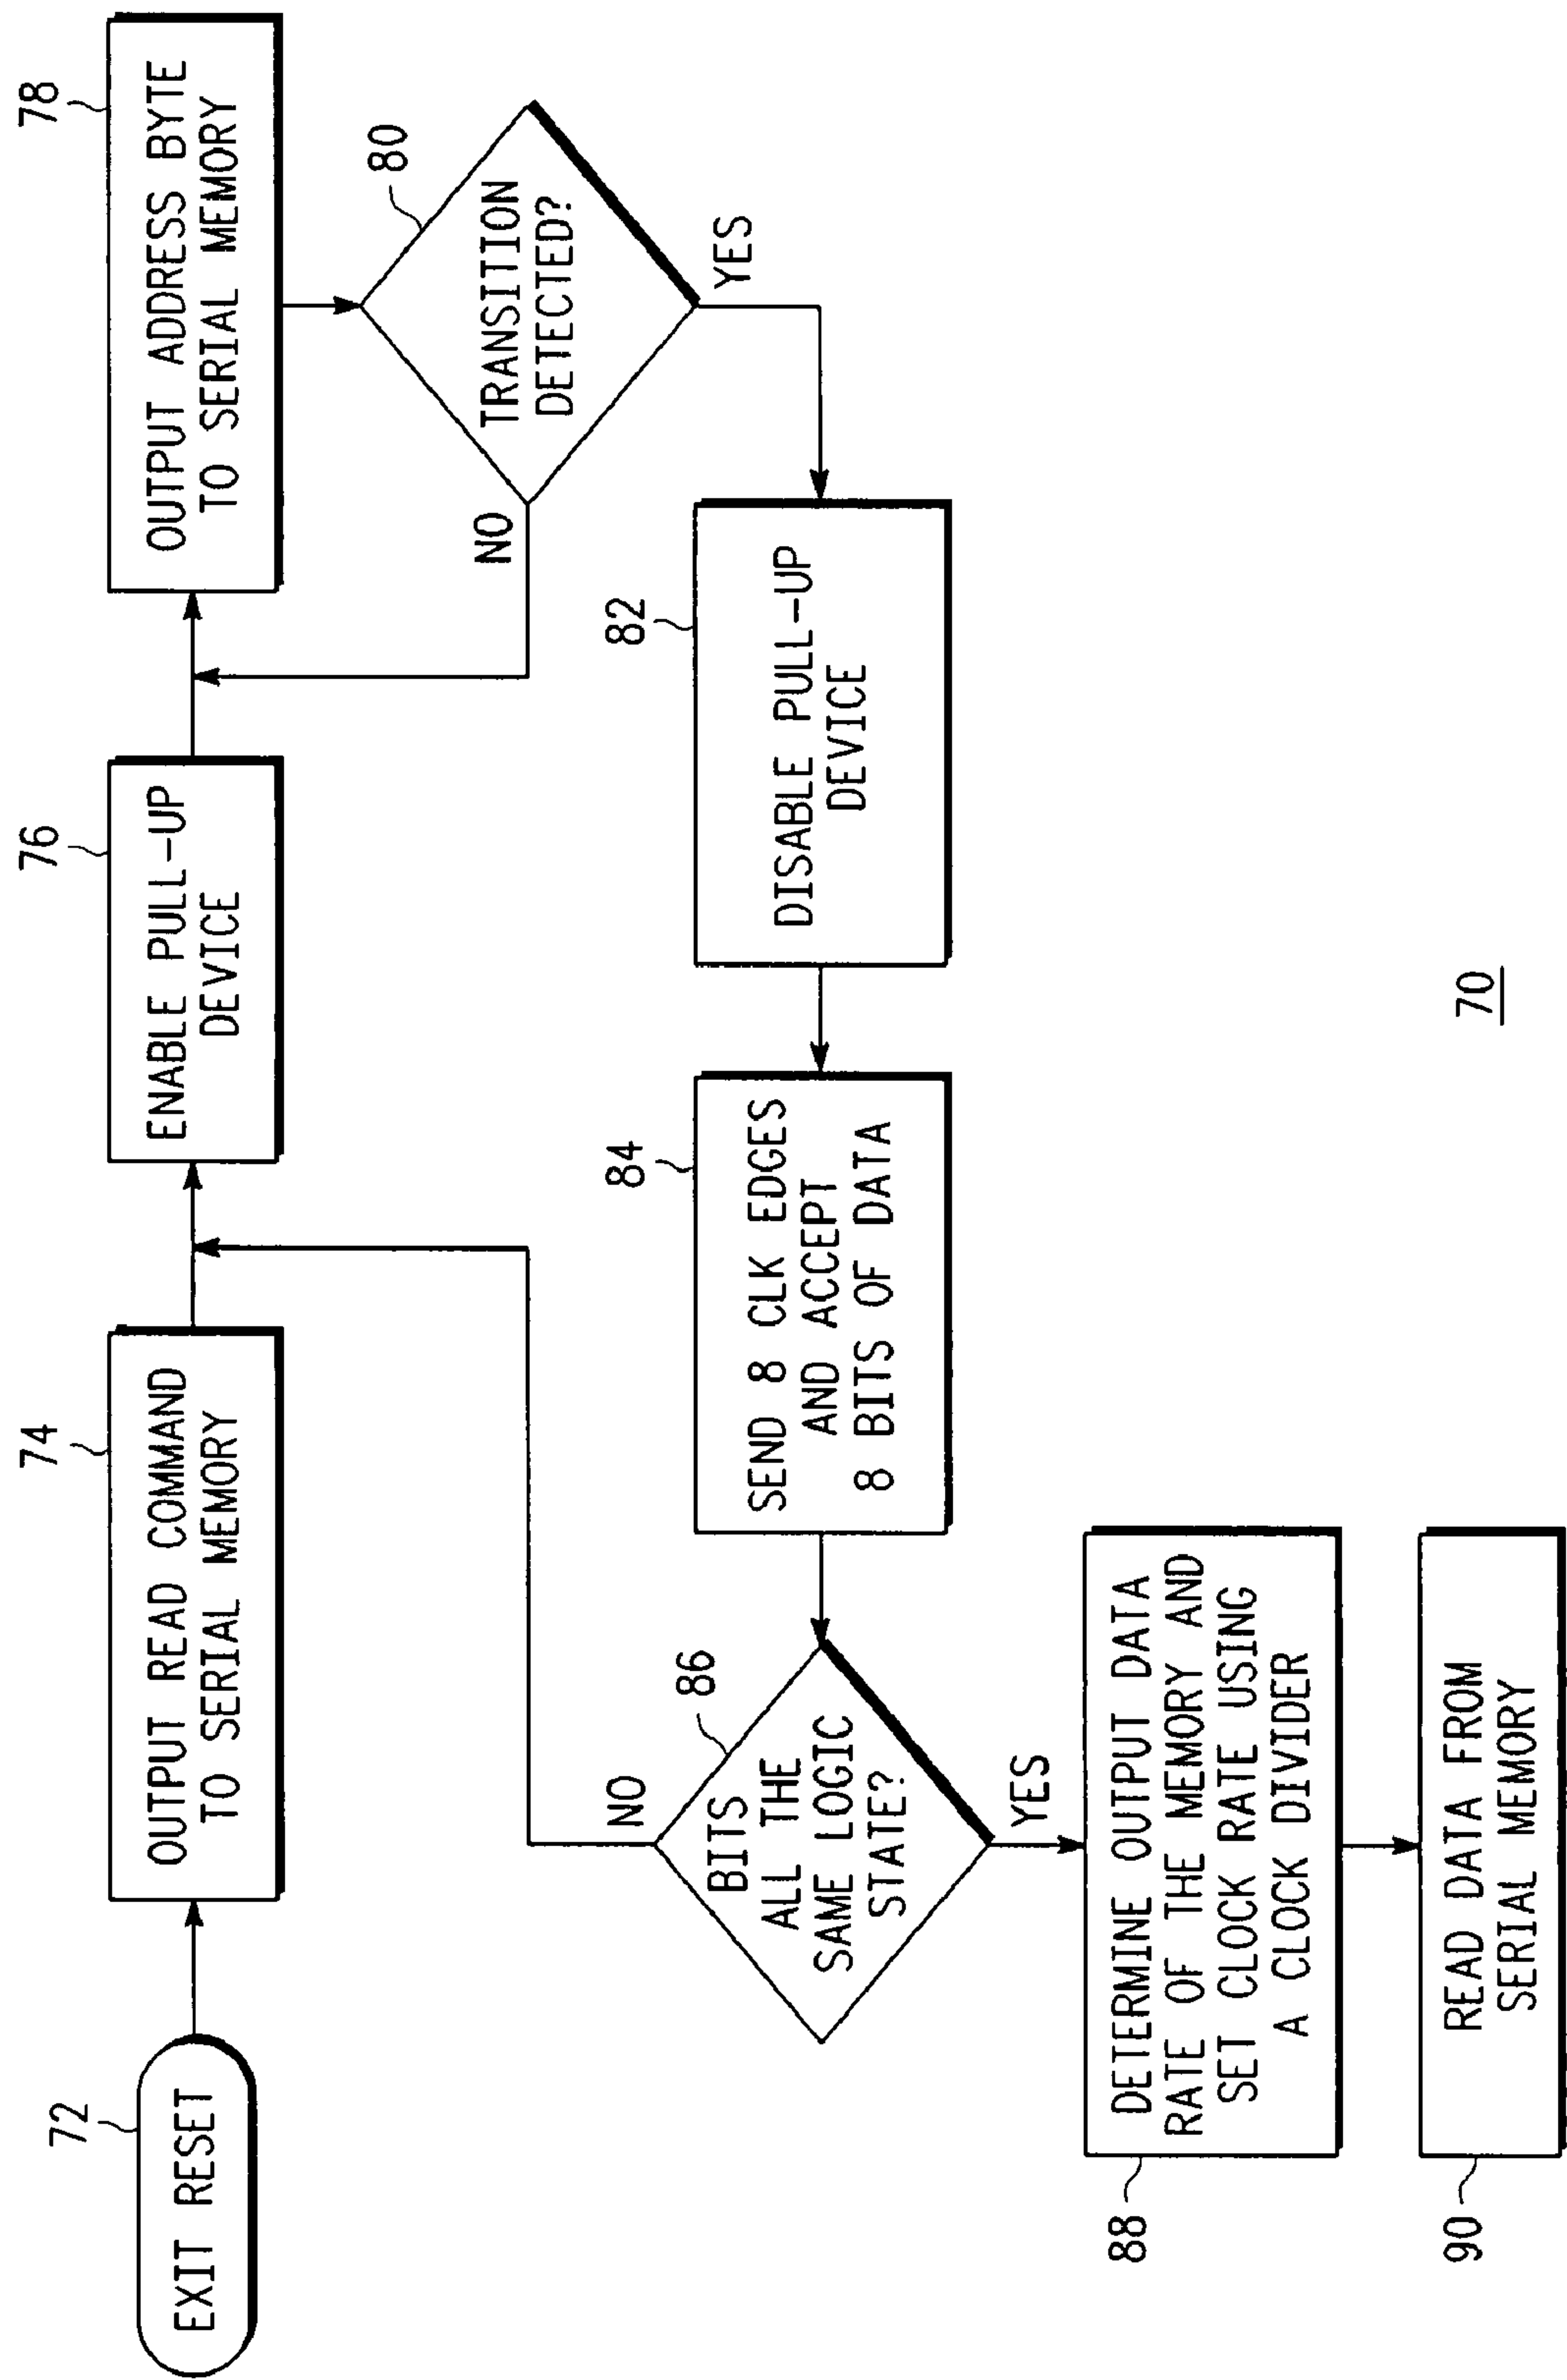 72
EXIT RESET
74
OUTPUT READ COMMAND
TO SERIAL MEMORY
76
ENABLE PULL-UP
DEVICE
78
OUTPUT ADDRESS BYTE
TO SERIAL MEMORY
80
TRANSITION
DETECTED?
NO
YES
82
DISABLE PULL-UP
DEVICE
84
SEND 8 CLK EDGES
AND ACCEPT
8 BITS OF DATA
86
BITS
ALL THE
SAME LOGIC
STATE?
NO
YES
88
DETERMINE OUTPUT DATA
RATE OF THE MEMORY AND
SET CLOCK RATE USING
A CLOCK DIVIDER
90
READ DATA FROM
SERIAL MEMORY
70